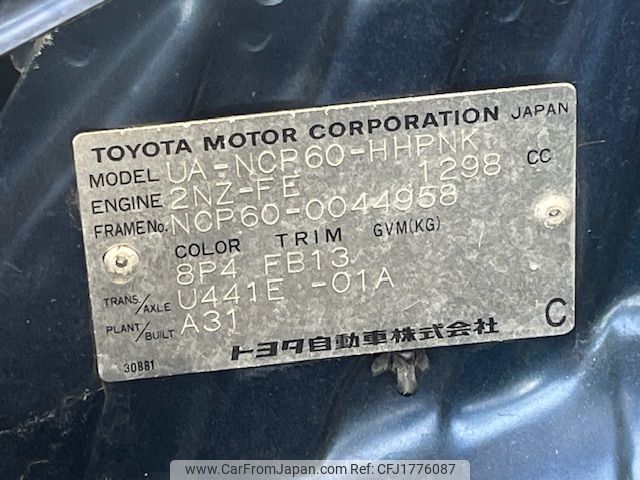 TOYOTA MOTOR CORPORATION JAPAN
MODEL UA-NCP60-HHPNK
ENGINE 2NZ-FE 1298 CC
FRAME No. NCP60-0044958
COLOR TRIM GVM(KG)
8P4 FB13
TRANS./AXLE U441E -01A
PLANT/BUILT A31
トヨタ自動車株式会社 C
30881
www.CarFromJapan.com | Stock ID: CFJ1776087